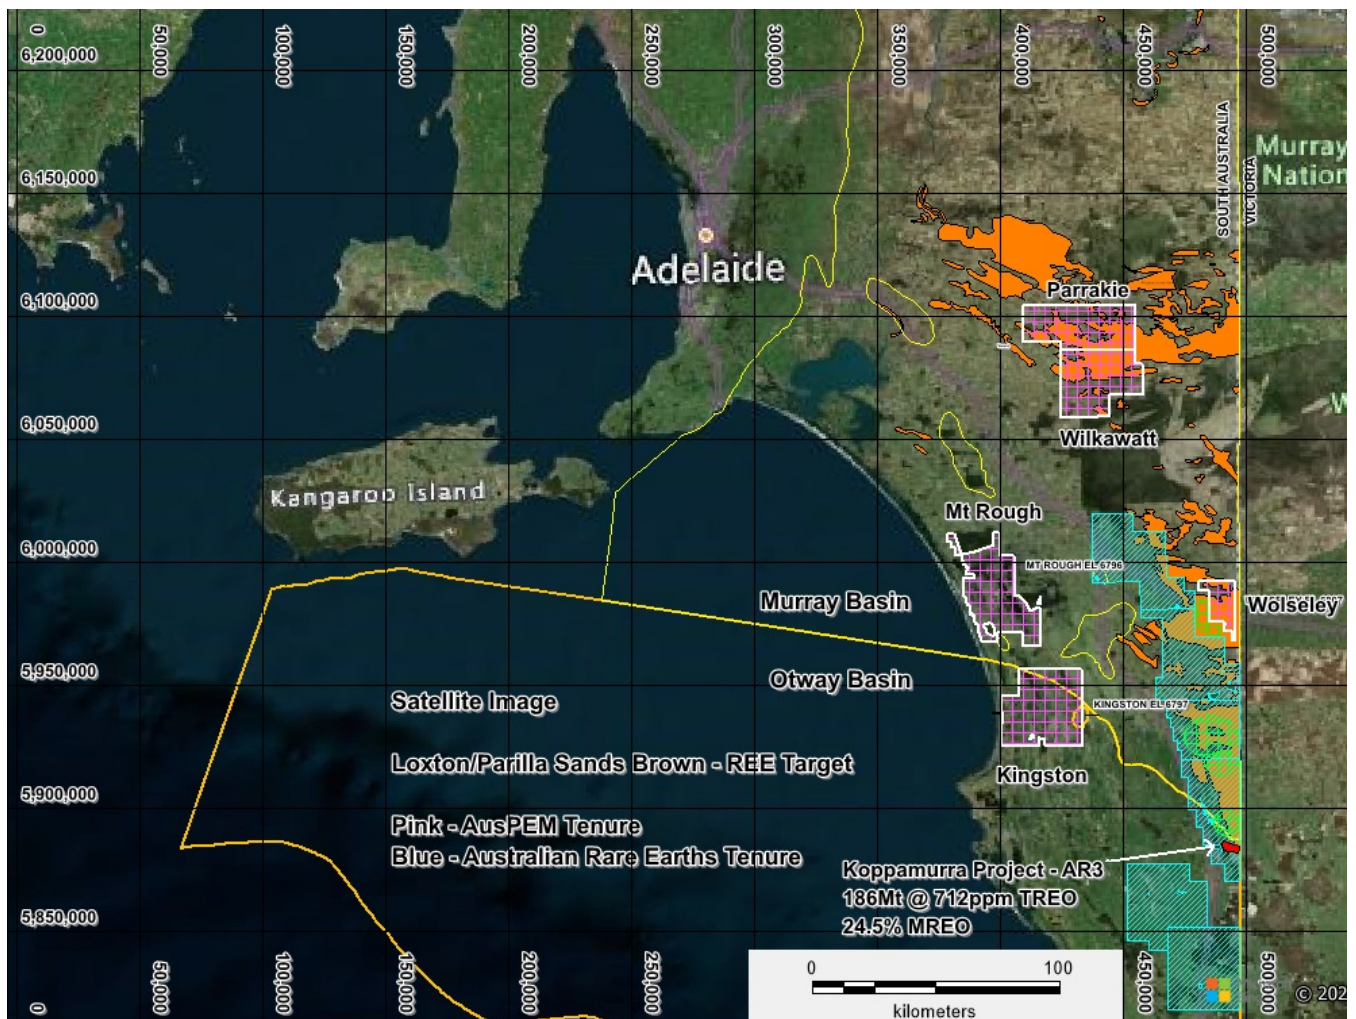 0
50,000
100,000
150,000
200,000
250,000
300,000
350,000
400,000
450,000
500,000
6,200,000
6,150,000
6,100,000
6,050,000
6,000,000
5,950,000
5,900,000
5,850,000
SOUTH AUSTRALIA
VICTORIA
Murray
Nation
Adelaide
Parrakie
Wilkawatt
Kangaroo Island
Mt Rough
MT ROUGH EL 6796
Wolseley
Murray Basin
Otway Basin
KINGSTON EL 6797
Kingston
Satellite Image
Loxton/Parilla Sands Brown - REE Target
Pink - AusPEM Tenure
Blue - Australian Rare Earths Tenure
Koppamurra Project - AR3
186Mt @ 712ppm TREO
24.5% MREO
0 100
kilometers
0
50,000
100,000
150,000
200,000
250,000
450,000
500,000
© 202